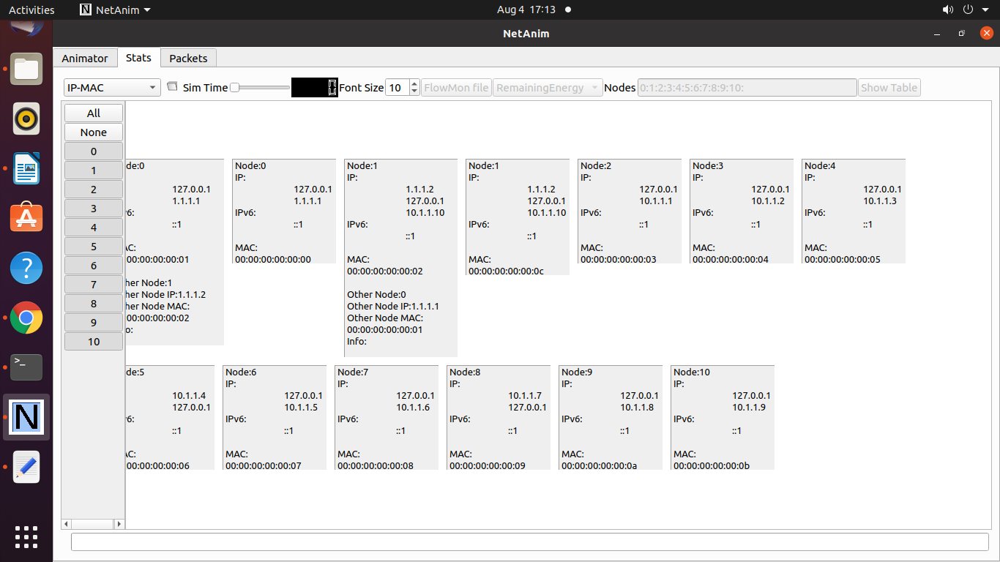 Activities NetAnim Aug 4 17:13
NetAnim
Animator Stats Packets
IP-MAC Sim Time 0 Font Size 10 FlowMon file RemainingEnergy Nodes 0:1:2:3:4:5:6:7:8:9:10: Show Table
All
None
0
1
2
3
4
5
6
7
8
9
10
de:0
127.0.0.1
1.1.1.1
v6:
::1
AC:
:00:00:00:00:01
her Node:1
her Node IP:1.1.1.2
her Node MAC:
:00:00:00:00:02
o:
Node:0
IP:
127.0.0.1
1.1.1.1
IPv6:
::1
MAC:
00:00:00:00:00:00
Node:1
IP:
1.1.1.2
127.0.0.1
10.1.1.10
IPv6:
::1
MAC:
00:00:00:00:00:02
Other Node:0
Other Node IP:1.1.1.1
Other Node MAC:
00:00:00:00:00:01
Info:
Node:1
IP:
1.1.1.2
127.0.0.1
10.1.1.10
IPv6:
::1
MAC:
00:00:00:00:00:0c
Node:2
IP:
127.0.0.1
10.1.1.1
IPv6:
::1
MAC:
00:00:00:00:00:03
Node:3
IP:
127.0.0.1
10.1.1.2
IPv6:
::1
MAC:
00:00:00:00:00:04
Node:4
IP:
127.0.0.1
10.1.1.3
IPv6:
::1
MAC:
00:00:00:00:00:05
de:5
10.1.1.4
127.0.0.1
v6:
::1
AC:
:00:00:00:00:06
Node:6
IP:
127.0.0.1
10.1.1.5
IPv6:
::1
MAC:
00:00:00:00:00:07
Node:7
IP:
127.0.0.1
10.1.1.6
IPv6:
::1
MAC:
00:00:00:00:00:08
Node:8
IP:
10.1.1.7
127.0.0.1
IPv6:
::1
MAC:
00:00:00:00:00:09
Node:9
IP:
127.0.0.1
10.1.1.8
IPv6:
::1
MAC:
00:00:00:00:00:0a
Node:10
IP:
127.0.0.1
10.1.1.9
IPv6:
::1
MAC:
00:00:00:00:00:0b